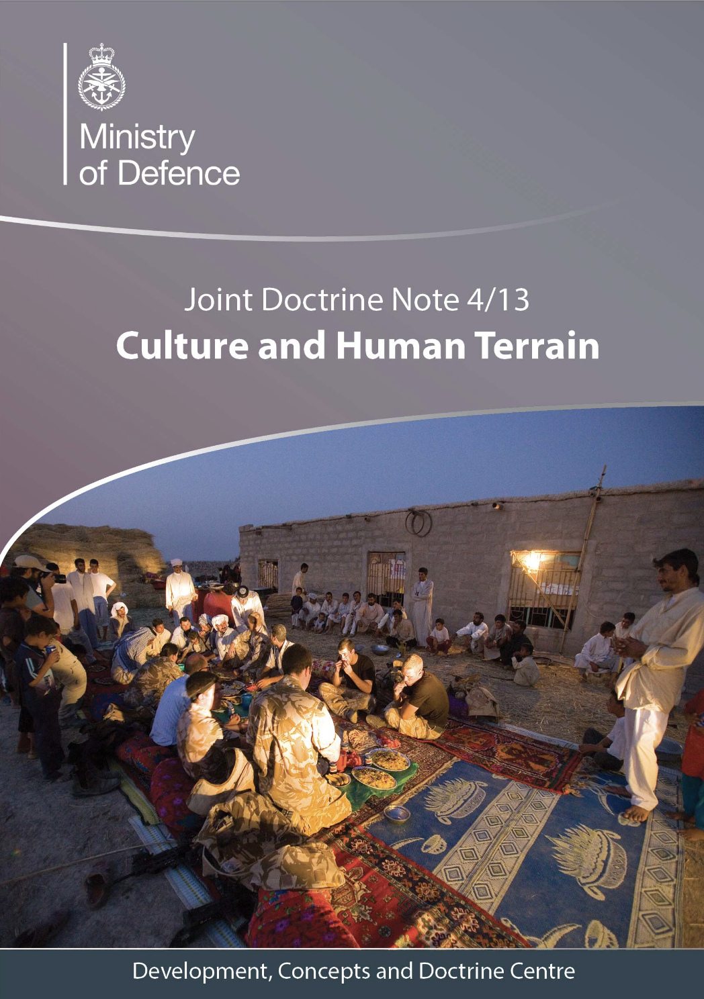 Ministry
of Defence
Joint Doctrine Note 4/13
Culture and Human Terrain
Development, Concepts and Doctrine Centre